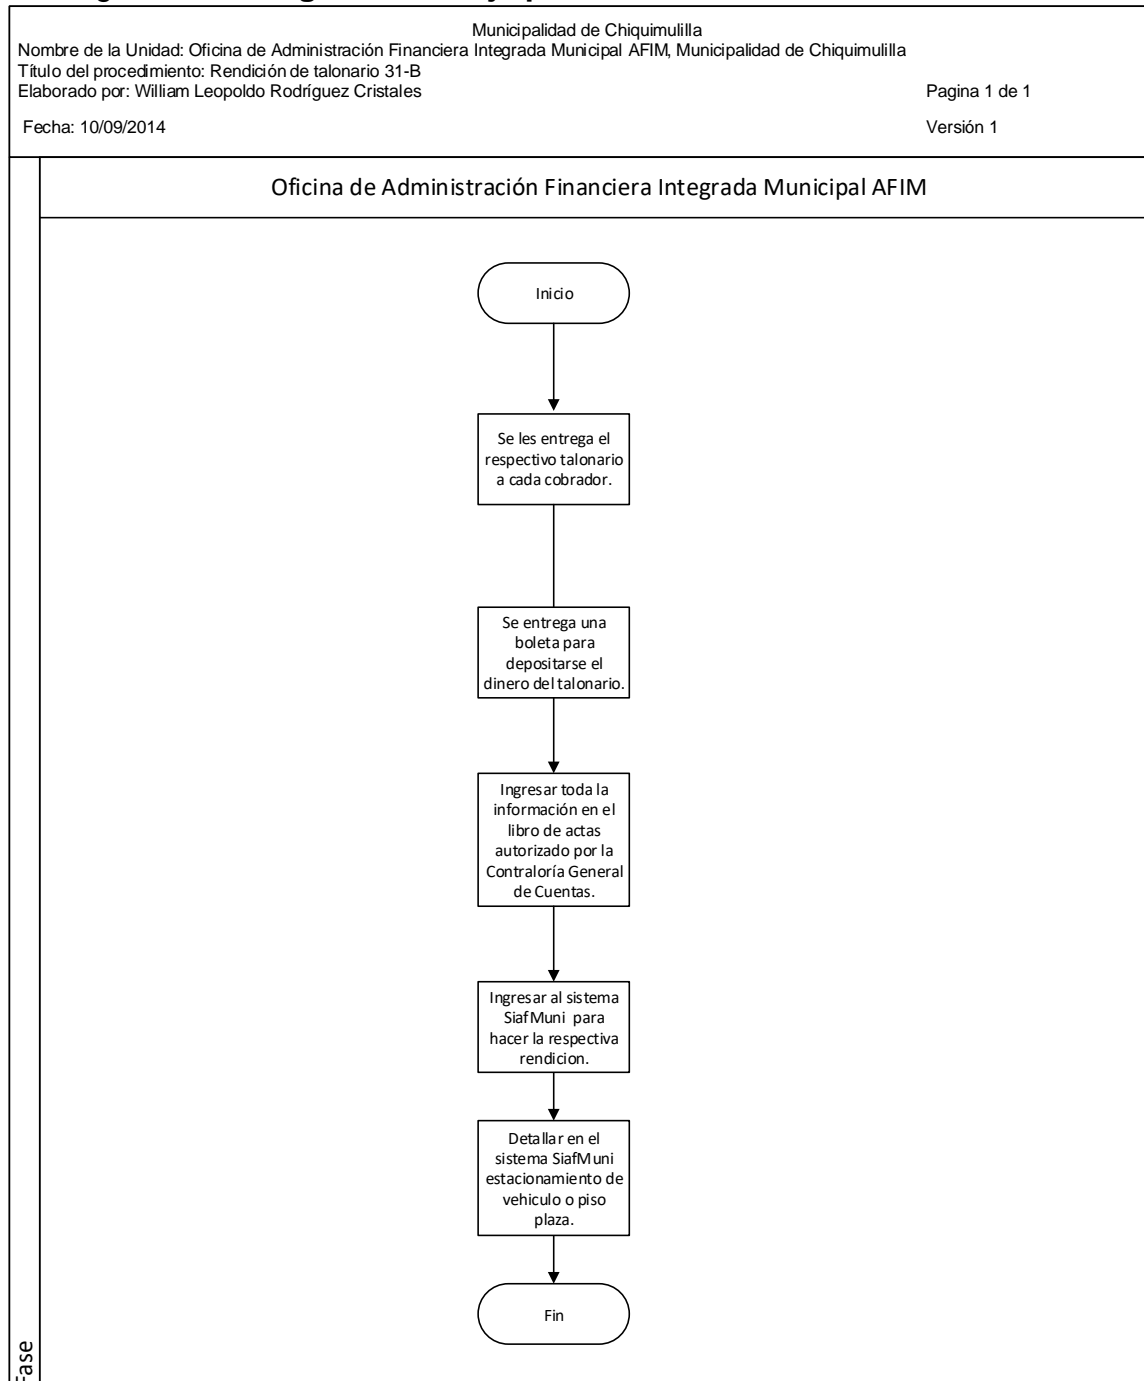 Municipalidad de Chiquimulilla
Nombre de la Unidad: Oficina de Administración Financiera Integrada Municipal AFIM, Municipalidad de Chiquimulilla
Título del procedimiento: Rendición de talonario 31-B
Elaborado por: William Leopoldo Rodríguez Cristales
Pagina 1 de 1
Fecha: 10/09/2014
Versión 1
Oficina de Administración Financiera Integrada Municipal AFIM
Inicio
Se les entrega el
respectivo talonario
a cada cobrador.
Se entrega una
boleta para
depositarse el
dinero del talonario.
Ingresar toda la
información en el
libro de actas
autorizado por la
Contraloría General
de Cuentas.
Ingresar al sistema
SiafMuni para
hacer la respectiva
rendicion.
Detallar en el
sistema SiafMuni
estacionamiento de
vehiculo o piso
plaza.
Fin
Fase